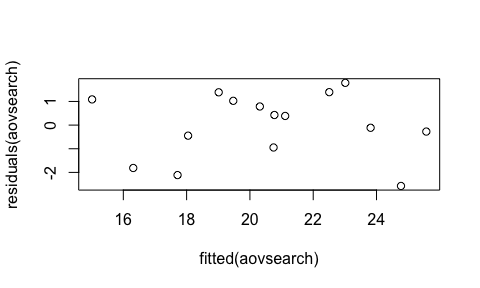 residuals(aovsearch)
1
0
-2
16 18 20 22 24
fitted(aovsearch)